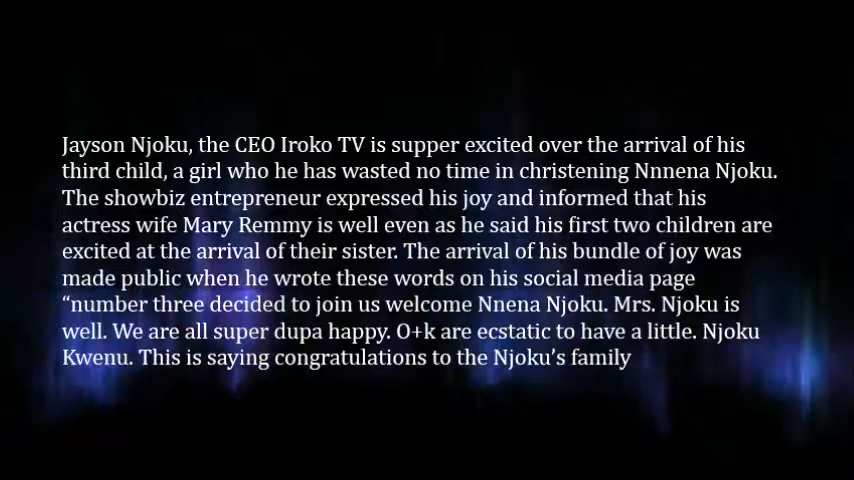 Jayson Njoku, the CEO Iroko TV is supper excited over the arrival of his
third child, a girl who he has wasted no time in christening Nnnena Njoku.
The showbiz entrepreneur expressed his joy and informed that his
actress wife Mary Remmy is well even as he said his first two children are
excited at the arrival of their sister. The arrival of his bundle of joy was
made public when he wrote these words on his social media page
“number three decided to join us welcome Nnena Njoku. Mrs. Njoku is
well. We are all super dupa happy. O+k are ecstatic to have a little. Njoku
Kwenu. This is saying congratulations to the Njoku’s family